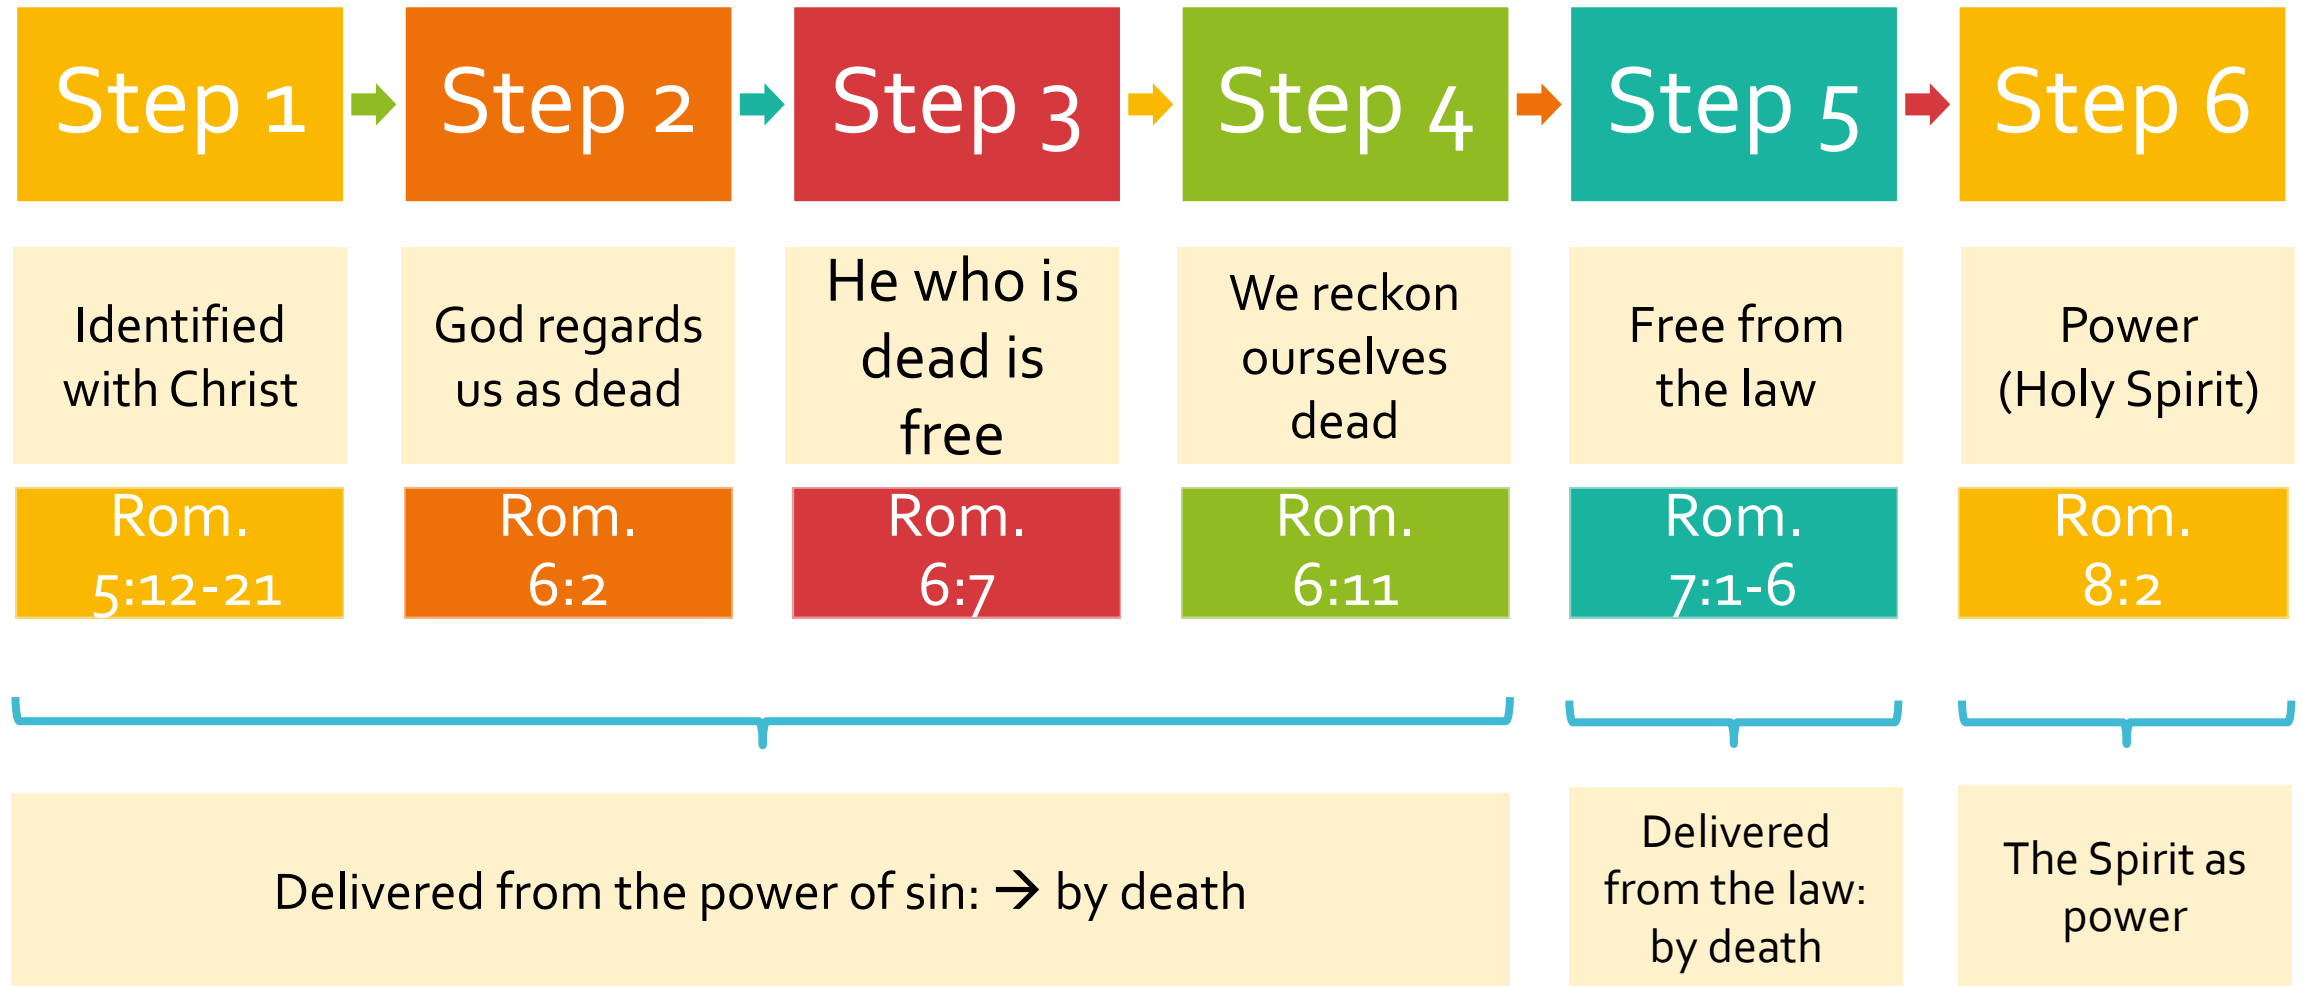 Step 1
Step 2
Step 3
Step 4
Step 5
Step 6
Identified
with Christ
God regards
us as dead
He who is
dead is
free
We reckon
ourselves
dead
Free from
the law
Power
(Holy Spirit)
Rom.
5:12-21
Rom.
6:2
Rom.
6:7
Rom.
6:11
Rom.
7:1-6
Rom.
8:2
Delivered from the power of sin: → by death
Delivered
from the law:
by death
The Spirit as
power